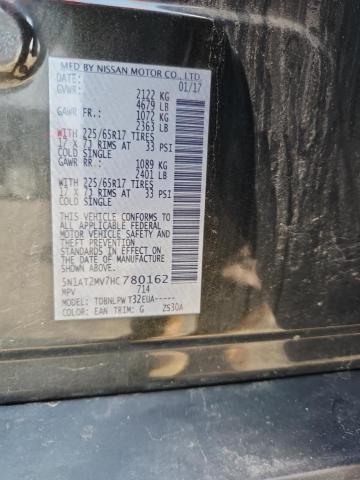 MFD BY NISSAN MOTOR CO., LTD.
DATE: 01/17
GVWR: 2122 KG
4679 LB
GAWR FR.: 1072 KG
2363 LB
WITH 225/65R17 TIRES
17 X 7J RIMS AT 33 PSI
COLD SINGLE
GAWR RR.: 1089 KG
2401 LB
WITH 225/65R17 TIRES
17 X 7J RIMS AT 33 PSI
COLD SINGLE
THIS VEHICLE CONFORMS TO
ALL APPLICABLE FEDERAL
MOTOR VEHICLE SAFETY
STANDARDS IN EFFECT ON
THE DATE OF MANUFACTURE
SHOWN ABOVE.
5N1AT2MV7HC780162
MPV 714
MODEL: TDBNLPW T32EUA-----
COLOR: EAN TRIM: G ZS30A